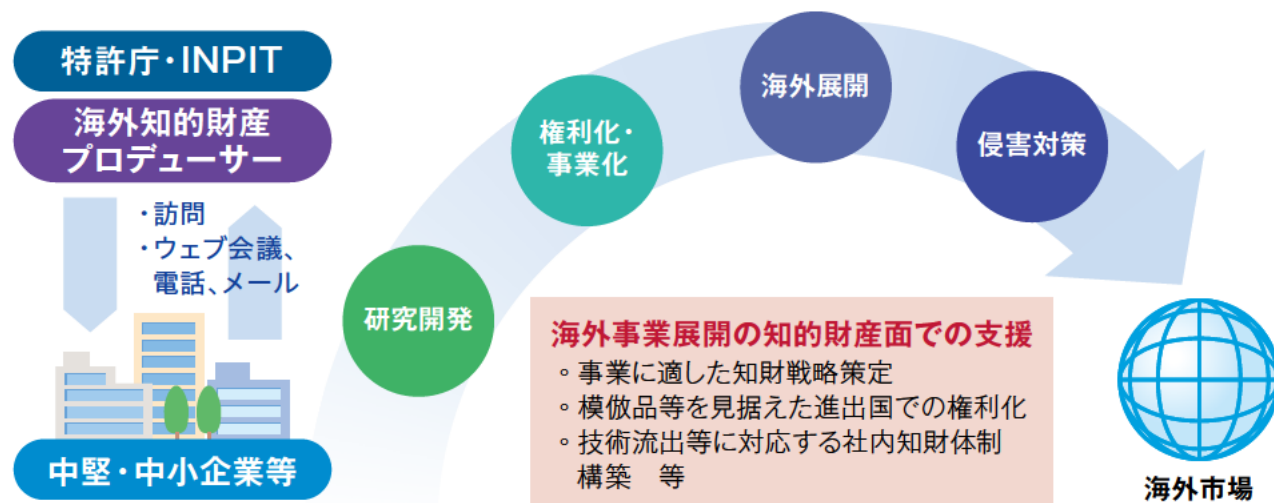 特許庁・INPIT
海外知的財産
プロデューサー
・訪問
・ウェブ会議、
電話、メール
中堅・中小企業等
研究開発
権利化・
事業化
海外展開
侵害対策
海外事業展開の知的財産面での支援
◦事業に適した知財戦略策定
◦模倣品等を見据えた進出国での権利化
◦技術流出等に対応する社内知財体制
構築　等
海外市場